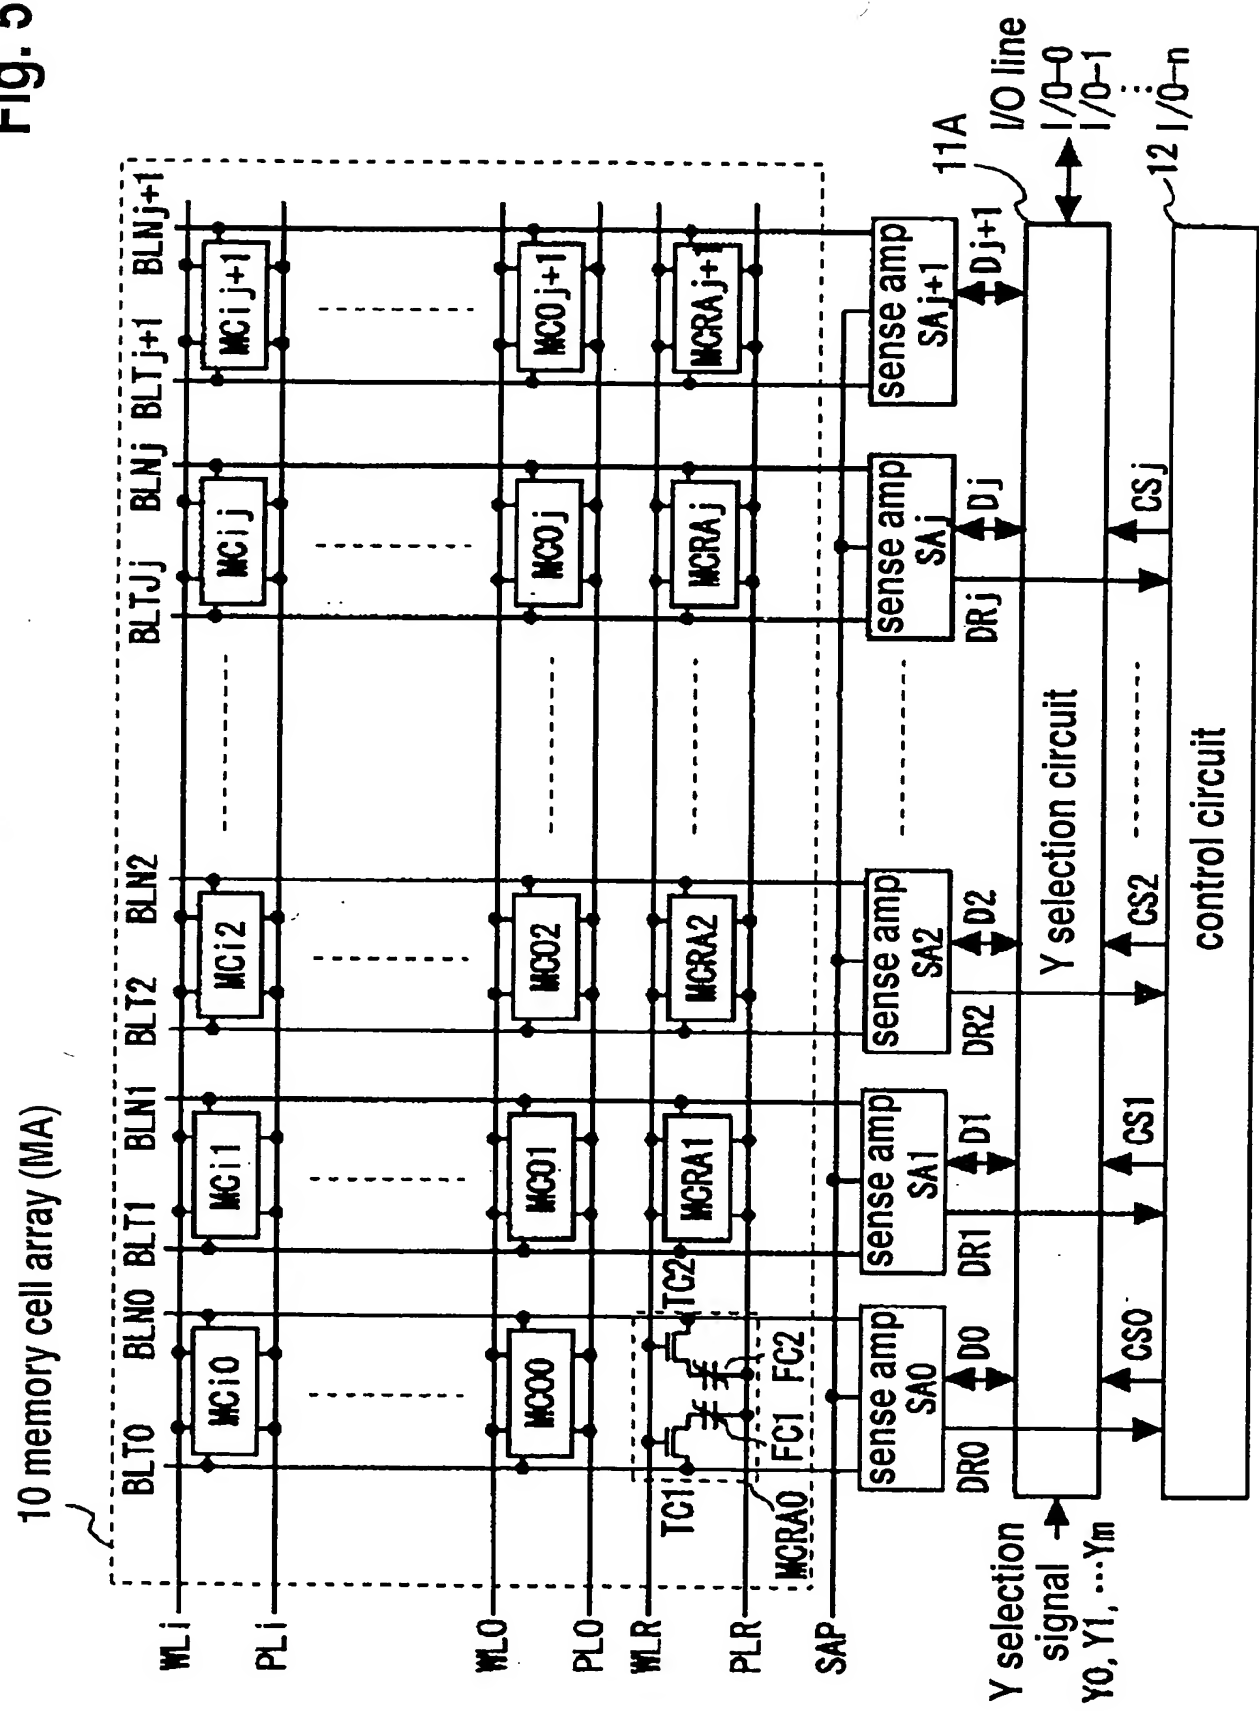 Fig. 5
10 memory cell array (MA)
BLT0 BLN0 BLT1 BLN1 BLT2 BLN2 BLTJj BLNj BLTj+1 BLNj+1
WLi
MCi0 MCi1 MCi2 MCij MCij+1
PLi
WL0
MC00 MC01 MC02 MC0j MC0j+1
PL0
WLR
TC1 TC2 MCRA1 MCRA2 MCRAj MCRAj+1
FC1 FC2
PLR
MCRA0
SAP
sense amp SA0
sense amp SA1
sense amp SA2
sense amp SAj
sense amp SAj+1
DR0 D0 DR1 D1 DR2 D2 DRj Dj Dj+1
11A
I/O line
I/O-0
I/O-1
I/O-n
Y selection
signal
Y0, Y1, ···Ym
Y selection circuit
CS0 CS1 CS2 CSj
12
control circuit